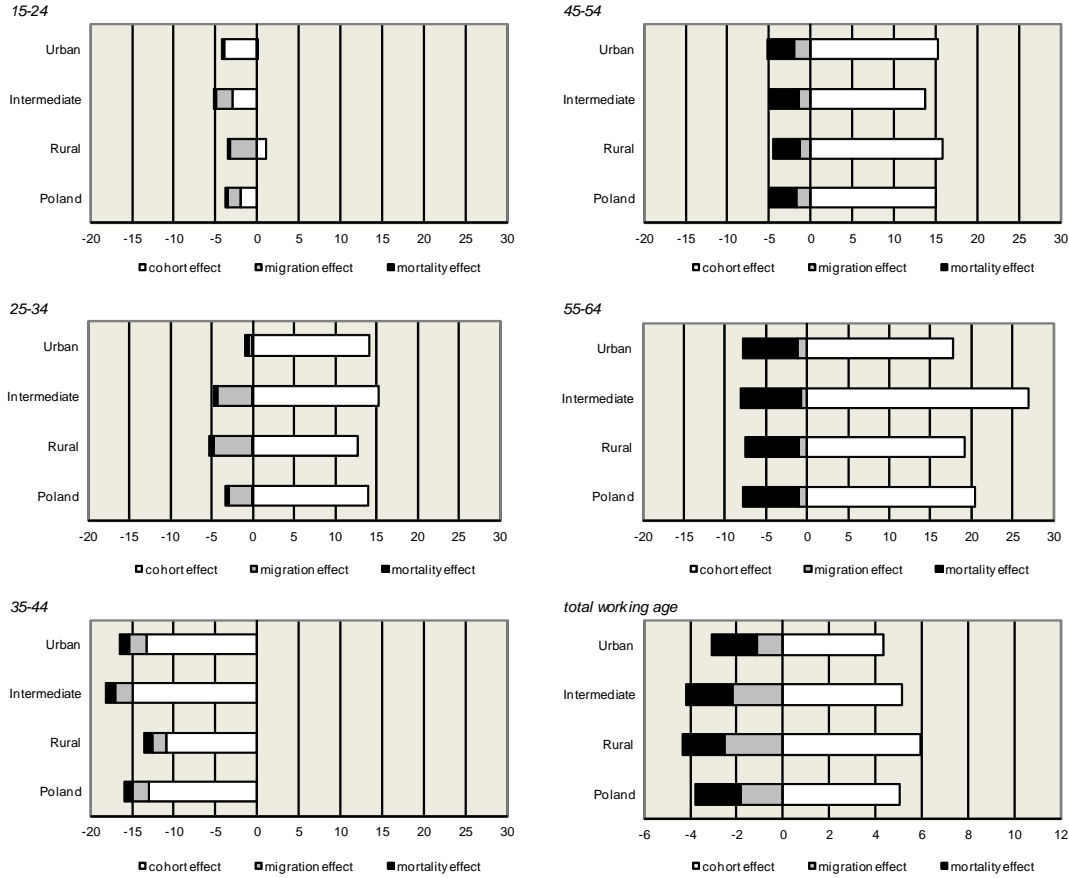 15-24
Urban
Intermediate
Rural
Poland
-20 -15 -10 -5 0 5 10 15 20 25 30
cohort effect migration effect mortality effect
45-54
Urban
Intermediate
Rural
Poland
-20 -15 -10 -5 0 5 10 15 20 25 30
cohort effect migration effect mortality effect
25-34
Urban
Intermediate
Rural
Poland
-20 -15 -10 -5 0 5 10 15 20 25 30
cohort effect migration effect mortality effect
55-64
Urban
Intermediate
Rural
Poland
-20 -15 -10 -5 0 5 10 15 20 25 30
cohort effect migration effect mortality effect
35-44
Urban
Intermediate
Rural
Poland
-20 -15 -10 -5 0 5 10 15 20 25 30
cohort effect migration effect mortality effect
total working age
Urban
Intermediate
Rural
Poland
-6 -4 -2 0 2 4 6 8 10 12
cohort effect migration effect mortality effect